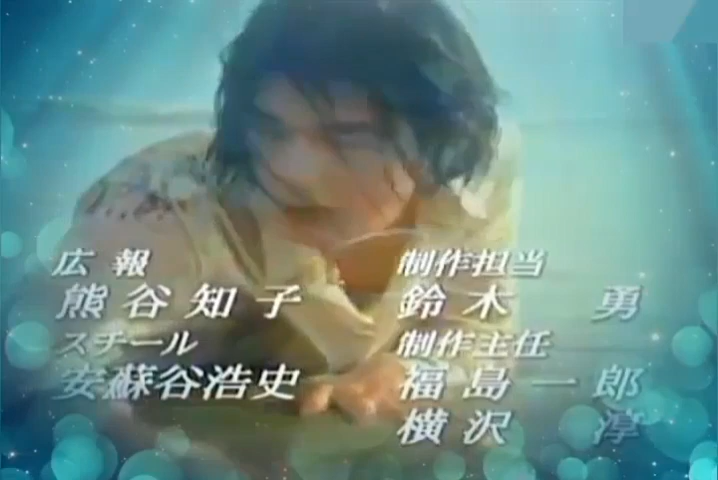 広報
熊谷知子
スチール
安蘇谷浩史
制作担当
鈴木 勇
制作主任
福島一郎
横沢 淳